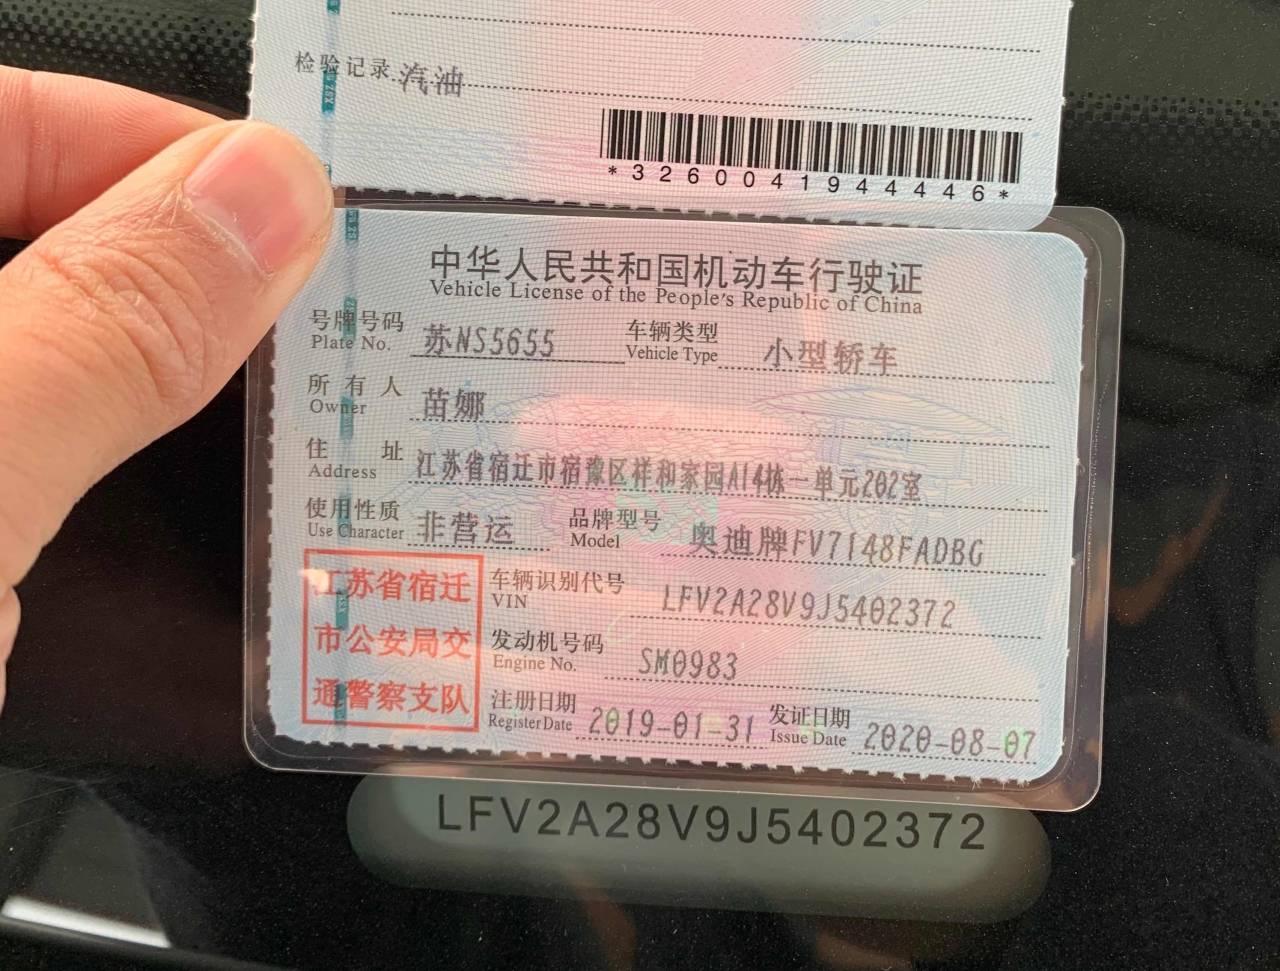 检验记录 汽油
*3260041944446*
中华人民共和国机动车行驶证
Vehicle License of the People's Republic of China
号牌号码 苏NS5655 车辆类型 小型轿车
Plate No. Vehicle Type
所有人 苗娜
Owner
住址 江苏省宿迁市宿豫区祥和家园A14栋一单元202室
Address
使用性质 非营运 品牌型号 奥迪牌FV7148FADBG
Use Character Model
江苏省宿迁
市公安局交
通警察支队
车辆识别代号 LFV2A28V9J5402372
VIN
发动机号码 SM0983
Engine No.
注册日期 2019-01-31 发证日期 2020-08-07
Register Date Issue Date
LFV2A28V9J5402372